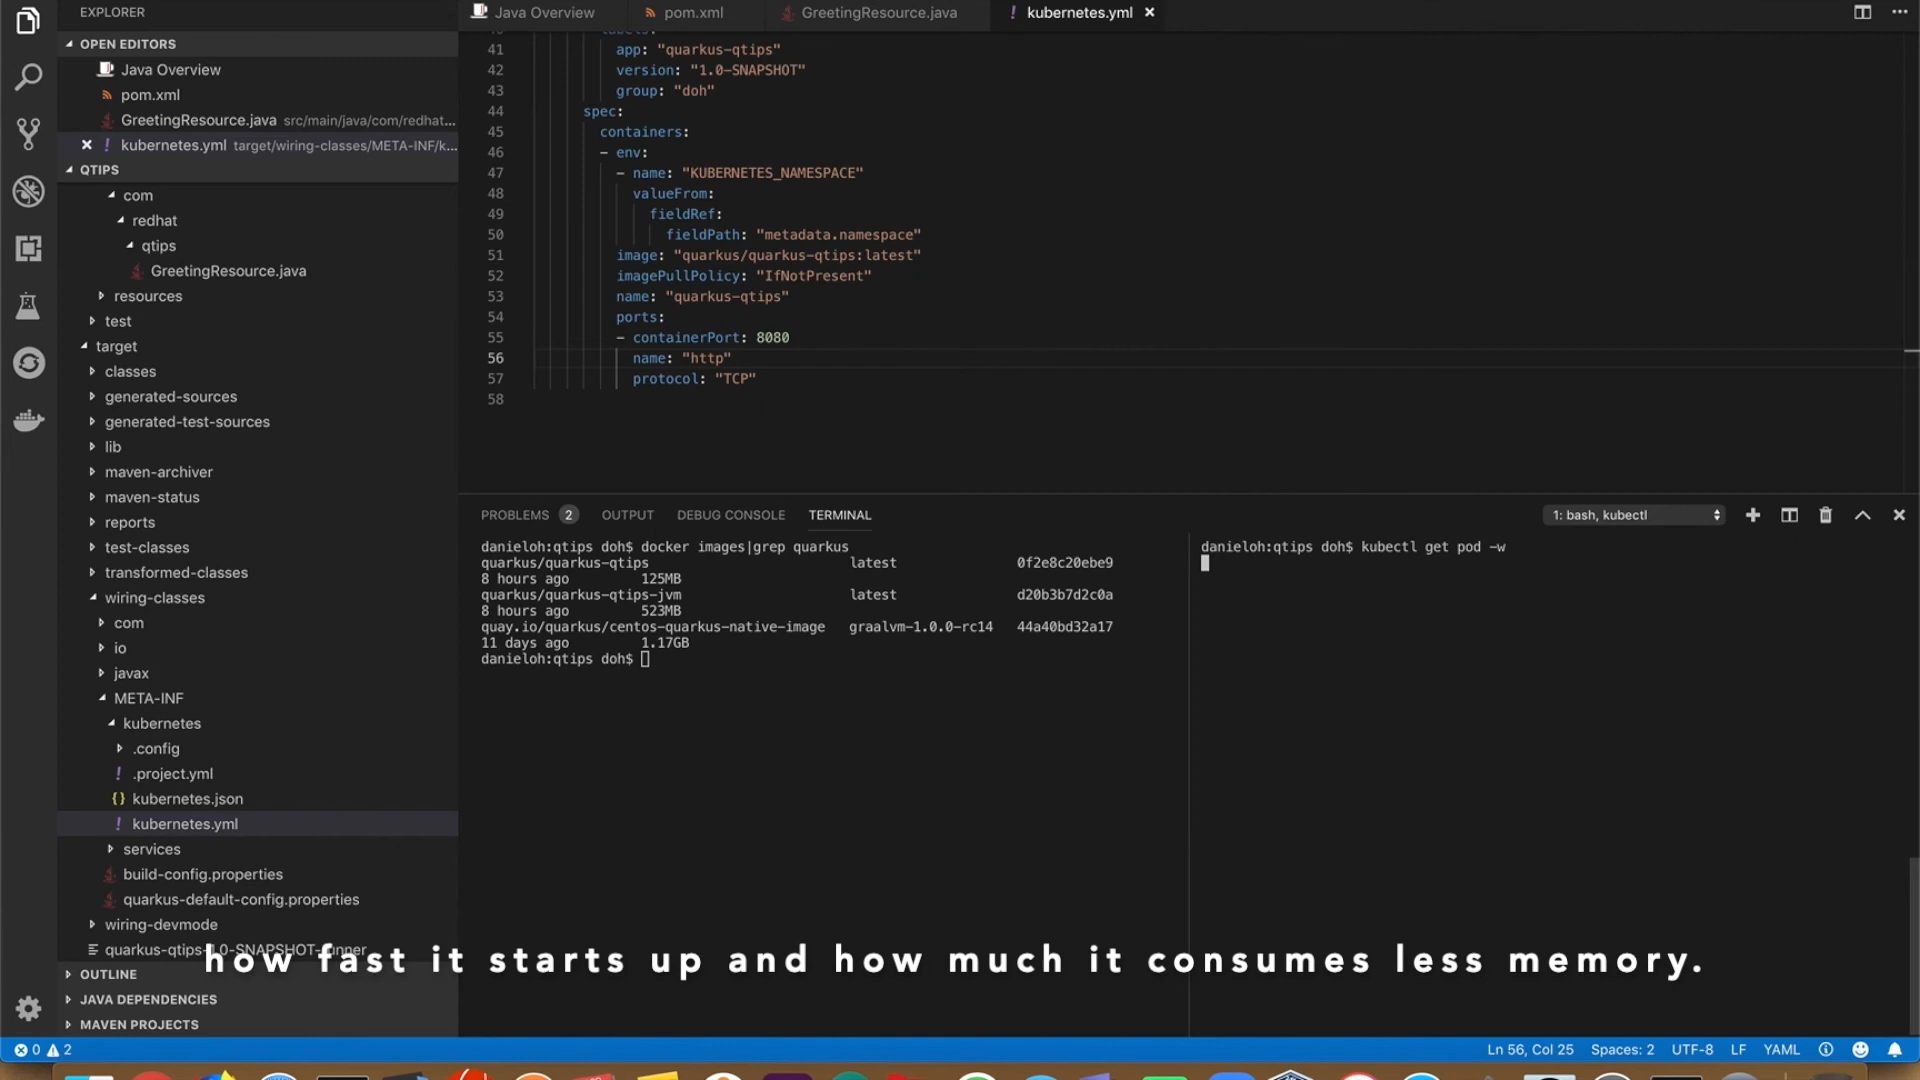 EXPLORER
OPEN EDITORS
Java Overview
pom.xml
GreetingResource.java src/main/java/com/redhat...
kubernetes.yml target/wiring-classes/META-INF/k...
QTIPS
com
redhat
qtips
GreetingResource.java
resources
test
target
classes
generated-sources
generated-test-sources
lib
maven-archiver
maven-status
reports
test-classes
transformed-classes
wiring-classes
com
io
javax
META-INF
kubernetes
.config
.project.yml
kubernetes.json
kubernetes.yml
services
build-config.properties
quarkus-default-config.properties
wiring-devmode
quarkus-qtips-1.0-SNAPSHOT-runner
OUTLINE
JAVA DEPENDENCIES
MAVEN PROJECTS
Java Overview pom.xml GreetingResource.java kubernetes.yml
40 labels:
41 app: "quarkus-qtips"
42 version: "1.0-SNAPSHOT"
43 group: "doh"
44 spec:
45 containers:
46 - env:
47 - name: "KUBERNETES_NAMESPACE"
48 valueFrom:
49 fieldRef:
50 fieldPath: "metadata.namespace"
51 image: "quarkus/quarkus-qtips:latest"
52 imagePullPolicy: "IfNotPresent"
53 name: "quarkus-qtips"
54 ports:
55 - containerPort: 8080
56 name: "http"
57 protocol: "TCP"
58
PROBLEMS 2 OUTPUT DEBUG CONSOLE TERMINAL 1: bash, kubectl
danieloh:qtips doh$ docker images|grep quarkus
quarkus/quarkus-qtips latest 0f2e8c20ebe9
8 hours ago 125MB
quarkus/quarkus-qtips-jvm latest d20b3b7d2c0a
8 hours ago 523MB
quay.io/quarkus/centos-quarkus-native-image graalvm-1.0.0-rc14 44a40bd32a17
11 days ago 1.17GB
danieloh:qtips doh$
danieloh:qtips doh$ kubectl get pod -w
how fast it starts up and how much it consumes less memory.
0 2 Ln 56, Col 25 Spaces: 2 UTF-8 LF YAML